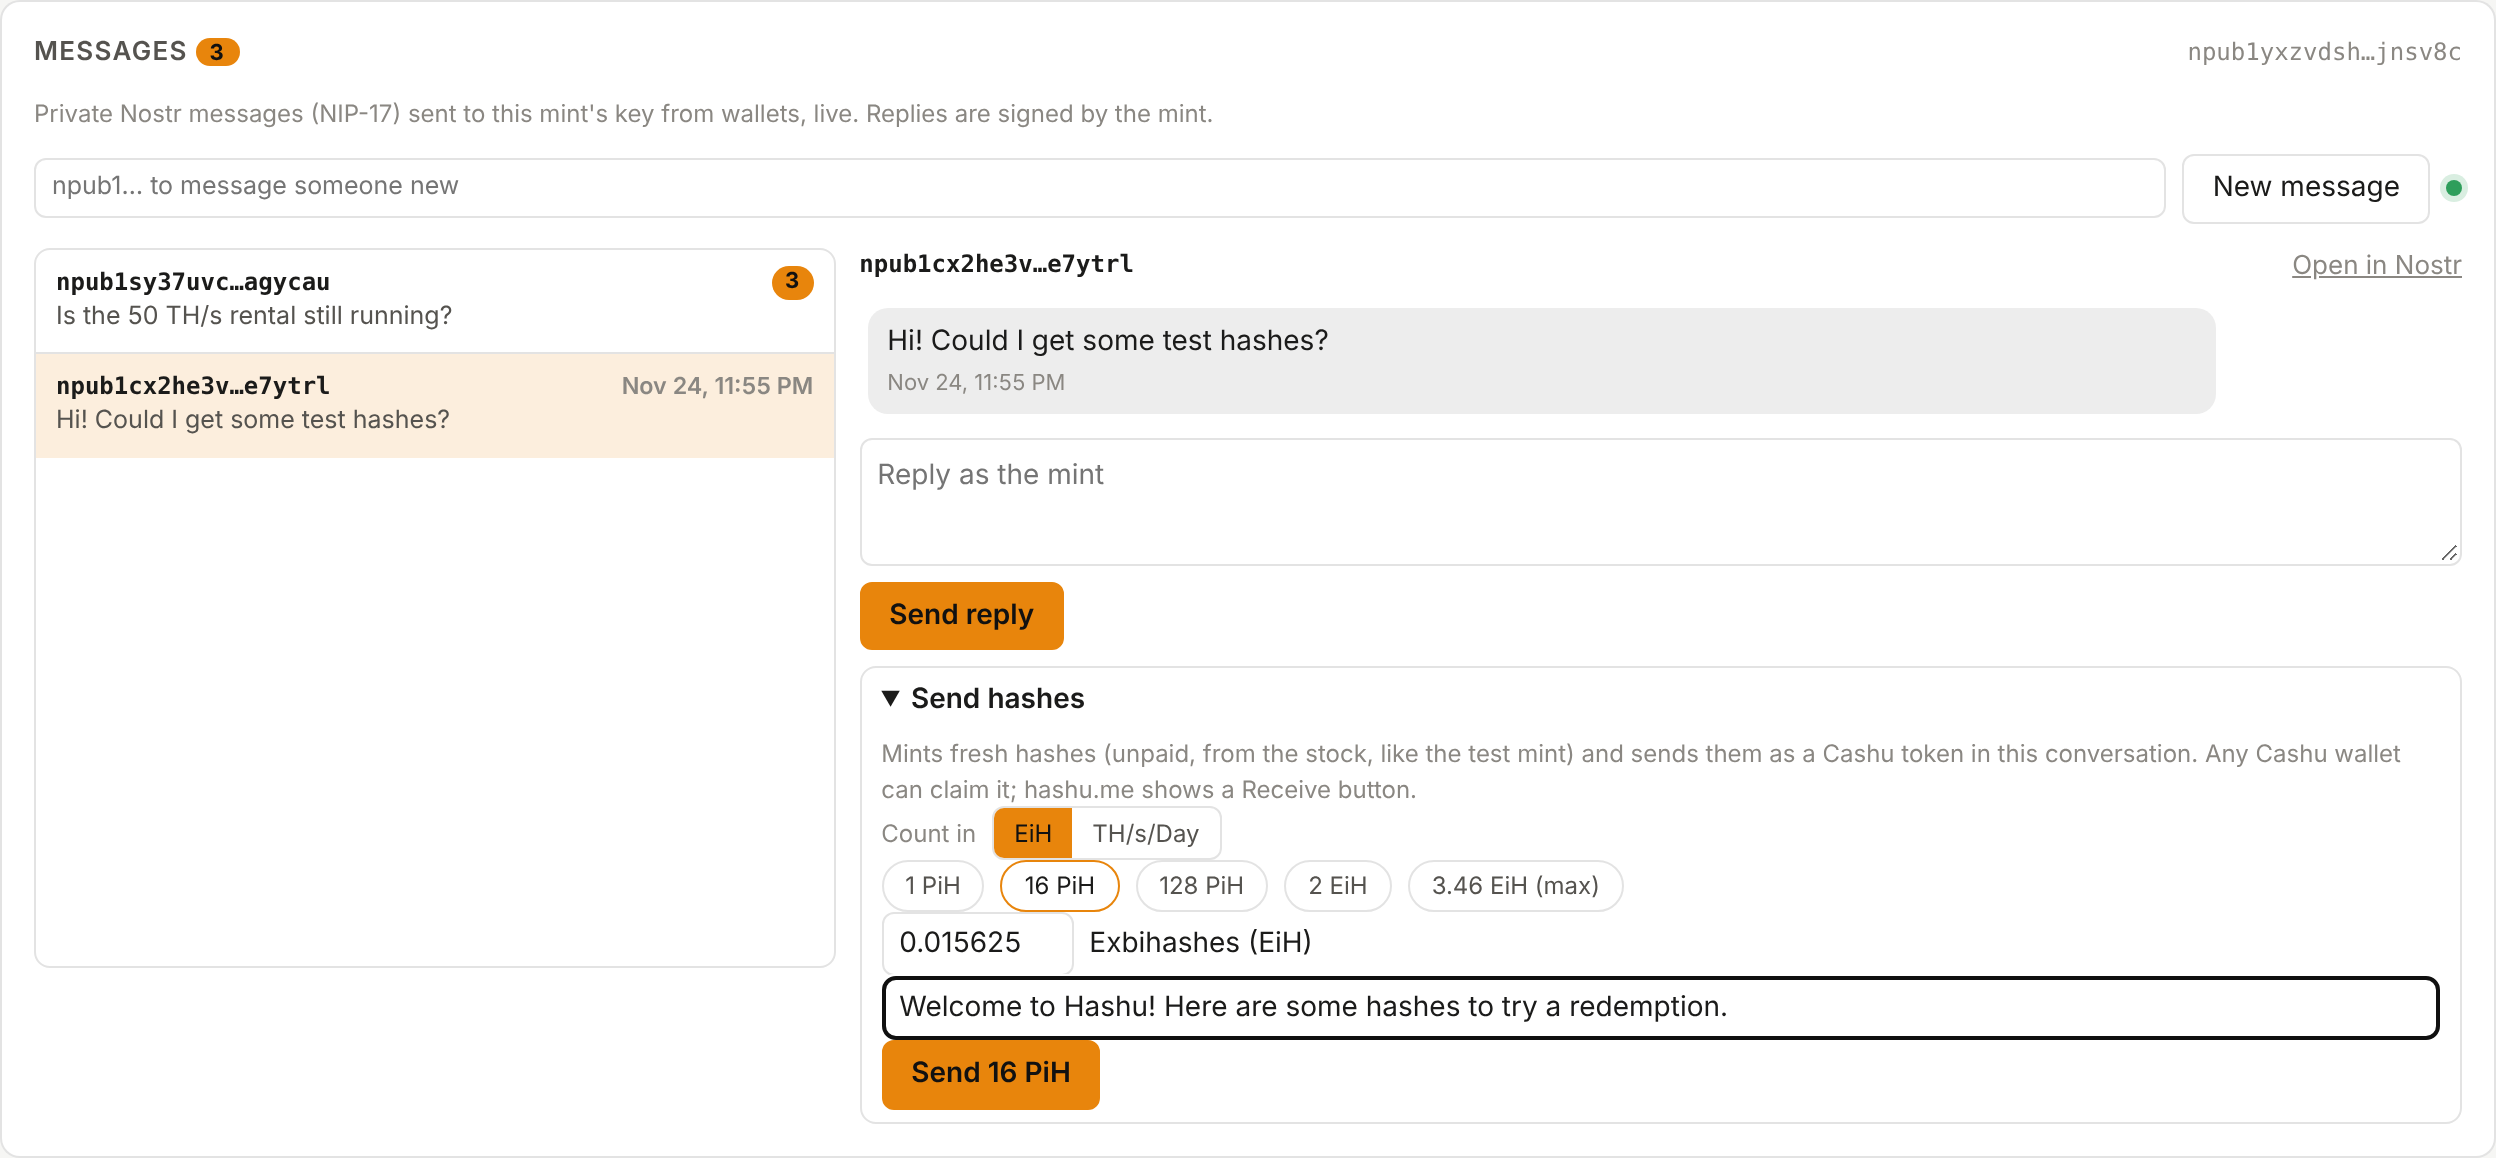 MESSAGES 3
npub1yxzvdsh…jnsv8c
Private Nostr messages (NIP-17) sent to this mint's key from wallets, live. Replies are signed by the mint.
npub1… to message someone new
New message
npub1sy37uvc…agycau
3
Is the 50 TH/s rental still running?
npub1cx2he3v…e7ytrl
Nov 24, 11:55 PM
Hi! Could I get some test hashes?
npub1cx2he3v…e7ytrl
Open in Nostr
Hi! Could I get some test hashes?
Nov 24, 11:55 PM
Reply as the mint
Send reply
▼ Send hashes
Mints fresh hashes (unpaid, from the stock, like the test mint) and sends them as a Cashu token in this conversation. Any Cashu wallet
can claim it; hashu.me shows a Receive button.
Count in EiH TH/s/Day
1 PiH 16 PiH 128 PiH 2 EiH 3.46 EiH (max)
0.015625 Exbihashes (EiH)
Welcome to Hashu! Here are some hashes to try a redemption.
Send 16 PiH